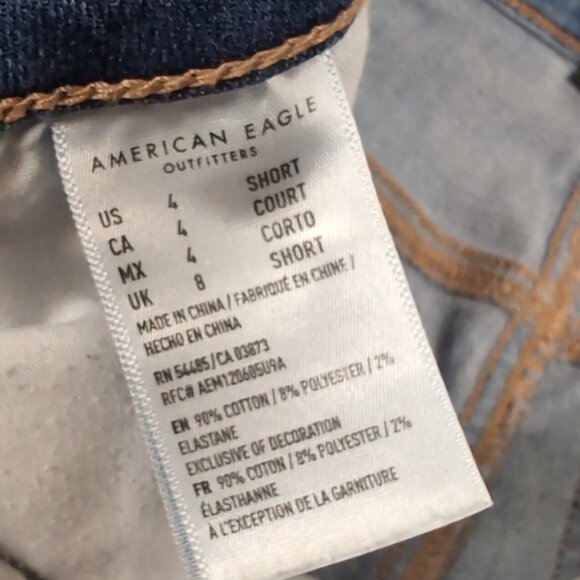 AMERICAN EAGLE
OUTFITTERS
US 4 SHORT
CA 4 COURT
MX 4 CORTO
UK 8 SHORT
MADE IN CHINA / FABRIQUÉ EN CHINE /
HECHO EN CHINA
RN 54485/CA 03873
RFC# AEM120605U9A
EN 90% COTTON / 8% POLYESTER / 2%
ELASTANE
EXCLUSIVE OF DECORATION
FR 90% COTON / 8% POLYESTER / 2%
ÉLASTHANNE
À L'EXCEPTION DE LA GARNITURE